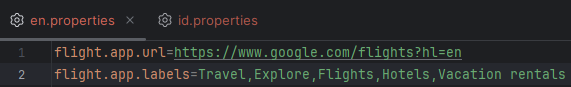 en.properties
id.properties
1 flight.app.url=https://www.google.com/flights?hl=en
2 flight.app.labels=Travel,Explore,Flights,Hotels,Vacation rentals